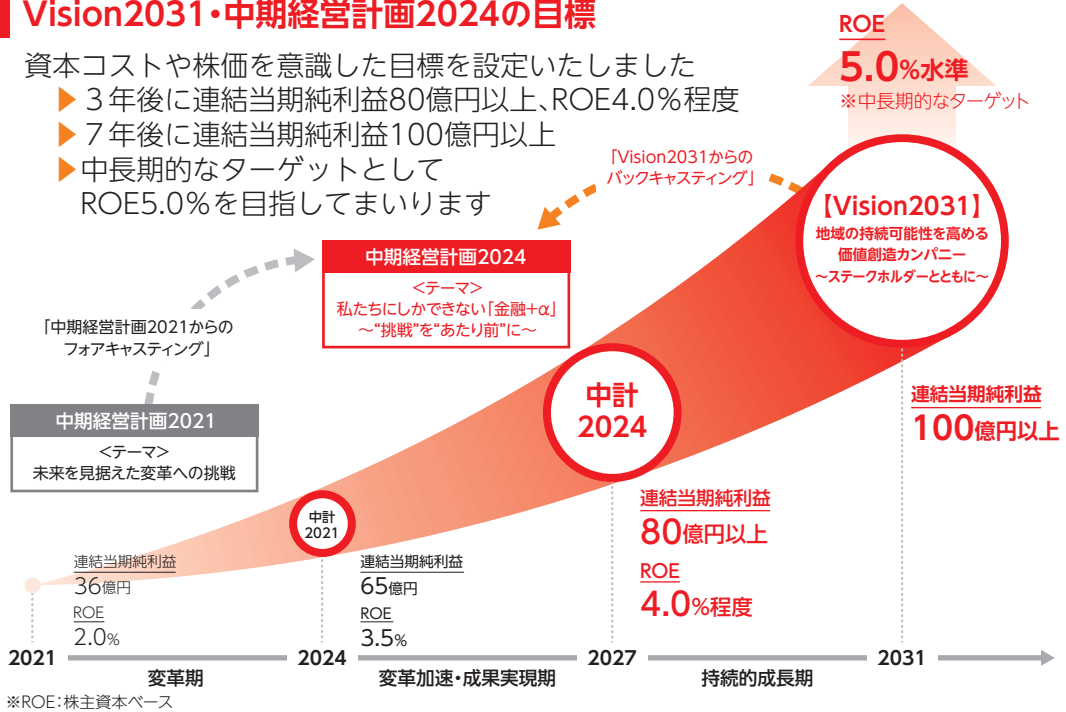 Vision2031・中期経営計画2024の目標
資本コストや株価を意識した目標を設定いたしました
▶３年後に連結当期純利益80億円以上、ROE4.0％程度
▶７年後に連結当期純利益100億円以上
▶中長期的なターゲットとして
ROE5.0％を目指してまいります
ROE
5.0％水準
※中長期的なターゲット
「Vision2031からの
バックキャスティング」
【Vision2031】
地域の持続可能性を高める
価値創造カンパニー
～ステークホルダーとともに～
中期経営計画2024
＜テーマ＞
私たちにしかできない「金融+α」
～“挑戦”を“あたり前”に～
「中期経営計画2021からの
フォアキャスティング」
中期経営計画2021
＜テーマ＞
未来を見据えた変革への挑戦
中計
2024
中計
2021
連結当期純利益
100億円以上
連結当期純利益
80億円以上
ROE
4.0％程度
連結当期純利益
65億円
ROE
3.5％
連結当期純利益
36億円
ROE
2.0％
2021
2024
2027
2031
変革期
変革加速・成果実現期
持続的成長期
※ROE：株主資本ベース